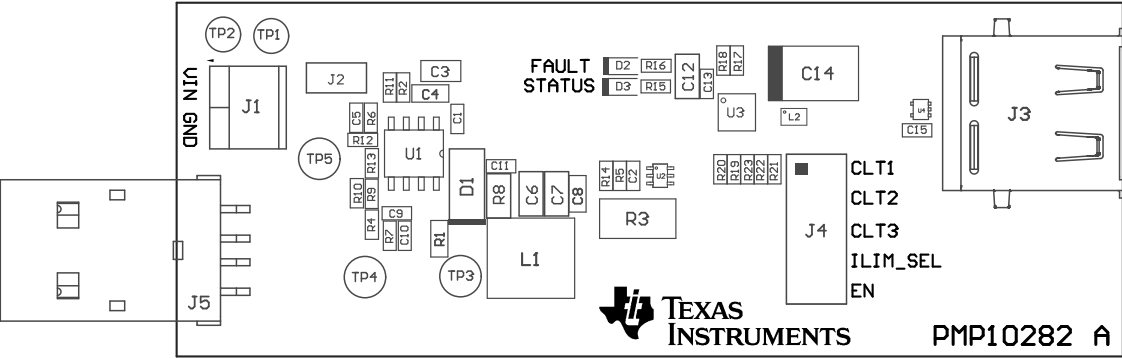 TP2
TP1
VIN GND
J1
J2
R11
R2
C3
C4
C5
R6
C1
R12
U1
TP5
R13
R10
R9
R4
C9
R7
C10
R1
D1
C11
R8
C6
C7
C8
L1
TP4
TP3
J5
FAULT
STATUS
D2
R16
D3
R15
C12
C13
R18
R17
U3
C14
L2
R14
R5
C2
U2
R3
R20
R19
R23
R22
R21
J4
CLT1
CLT2
CLT3
ILIM_SEL
EN
U4
C15
J3
TEXAS
INSTRUMENTS
PMP10282 A